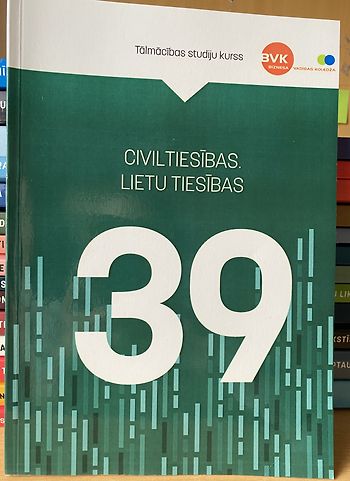 Tālmācības studiju kurss
BVK
BIZNESA
VADĪBAS KOLEDŽA
CIVILTIESĪBAS.
LIETU TIESĪBAS
39